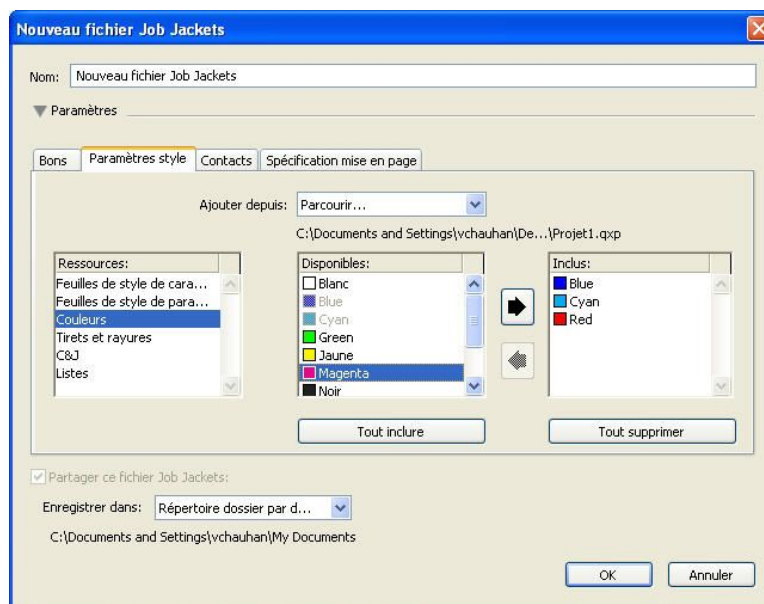 Nouveau fichier Job Jackets
Nom: Nouveau fichier Job Jackets
Paramètres
Bons Paramètres style Contacts Spécification mise en page
Ajouter depuis: Parcourir...
C:\Documents and Settings\vchauhan\De...\Projet1.qxp
Ressources:
Feuilles de style de cara...
Feuilles de style de para...
Couleurs
Tirets et rayures
C&J
Listes
Disponibles:
Blanc
Blue
Cyan
Green
Jaune
Magenta
Noir
Inclus:
Blue
Cyan
Red
Tout inclure Tout supprimer
Partager ce fichier Job Jackets:
Enregistrer dans: Répertoire dossier par d...
C:\Documents and Settings\vchauhan\My Documents
OK Annuler